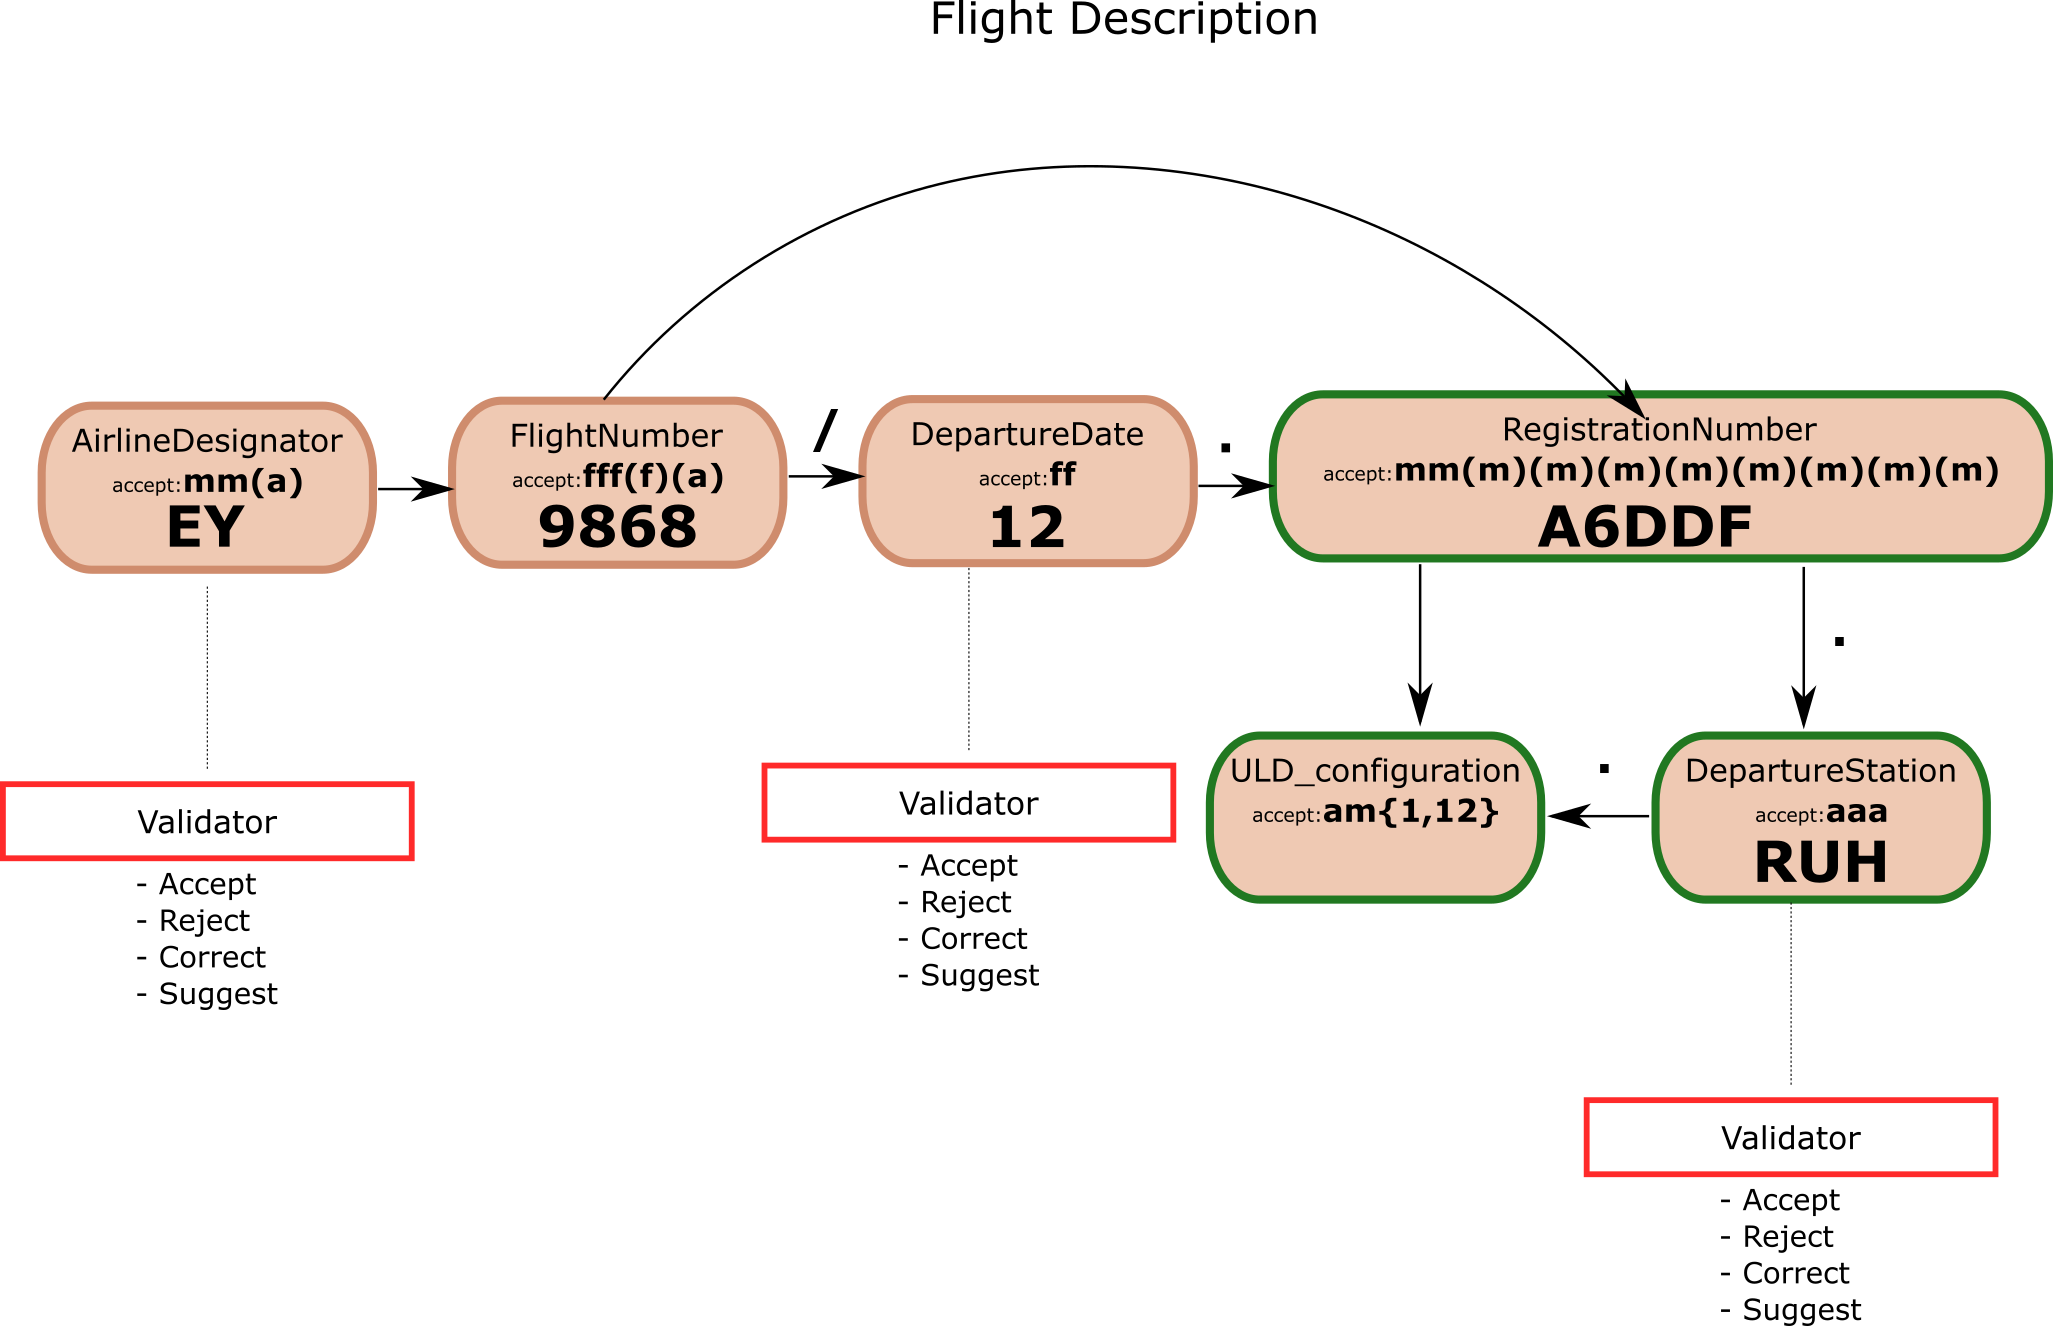 Flight Description
AirlineDesignator
accept:mm(a)
EY
FlightNumber
accept:fff(f)(a)
9868
/
DepartureDate
accept:ff
12
.
RegistrationNumber
accept:mm(m)(m)(m)(m)(m)(m)(m)(m)
A6DDF
.
ULD_configuration
accept:am{1,12}
.
DepartureStation
accept:aaa
RUH
Validator
- Accept
- Reject
- Correct
- Suggest
Validator
- Accept
- Reject
- Correct
- Suggest
Validator
- Accept
- Reject
- Correct
- Suggest